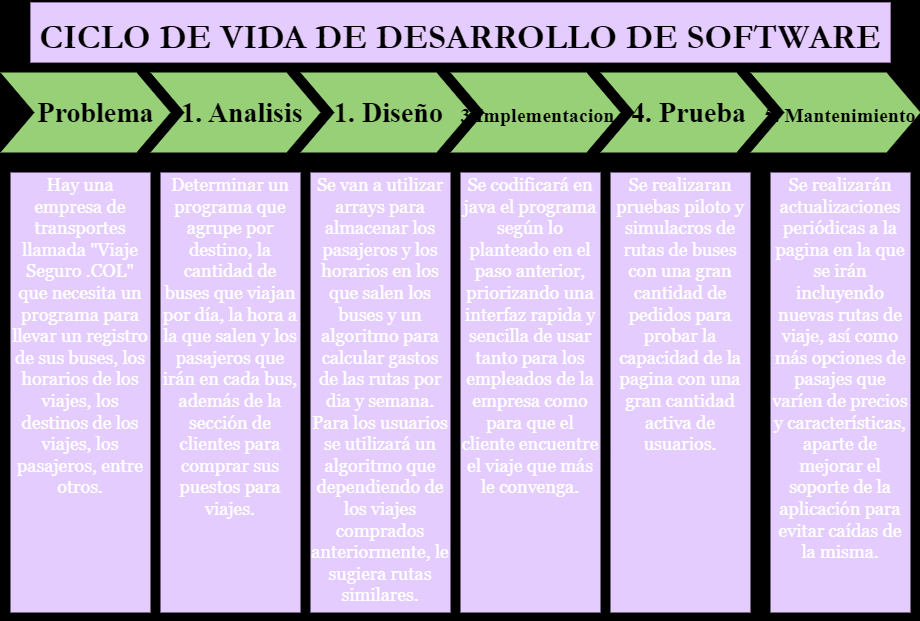 CICLO DE VIDA DE DESARROLLO DE SOFTWARE
Problema
1. Analisis
1. Diseño
3. Implementacion
4. Prueba
5. Mantenimiento
Hay una
empresa de
transportes
llamada "Viaje
Seguro .COL"
que necesita un
programa para
llevar un registro
de sus buses, los
horarios de los
viajes, los
destinos de los
viajes, los
pasajeros, entre
otros.
Determinar un
programa que
agrupe por
destino, la
cantidad de
buses que viajan
por día, la hora a
la que salen y los
pasajeros que
irán en cada bus,
además de la
sección de
clientes para
comprar sus
puestos para
viajes.
Se van a utilizar
arrays para
almacenar los
pasajeros y los
horarios en los
que salen los
buses y un
algoritmo para
calcular gastos
de las rutas por
dia y semana.
Para los usuarios
se utilizará un
algoritmo que
dependiendo de
los viajes
comprados
anteriormente, le
sugiera rutas
similares.
Se codificará en
java el programa
según lo
planteado en el
paso anterior,
priorizando una
interfaz rapida y
sencilla de usar
tanto para los
empleados de la
empresa como
para que el
cliente encuentre
el viaje que más
le convenga.
Se realizaran
pruebas piloto y
simulacros de
rutas de buses
con una gran
cantidad de
pedidos para
probar la
capacidad de la
pagina con una
gran cantidad
activa de
usuarios.
Se realizarán
actualizaciones
periódicas a la
pagina en la que
se irán
incluyendo
nuevas rutas de
viaje, así como
más opciones de
pasajes que
varíen de precios
y características,
aparte de
mejorar el
soporte de la
aplicación para
evitar caídas de
la misma.